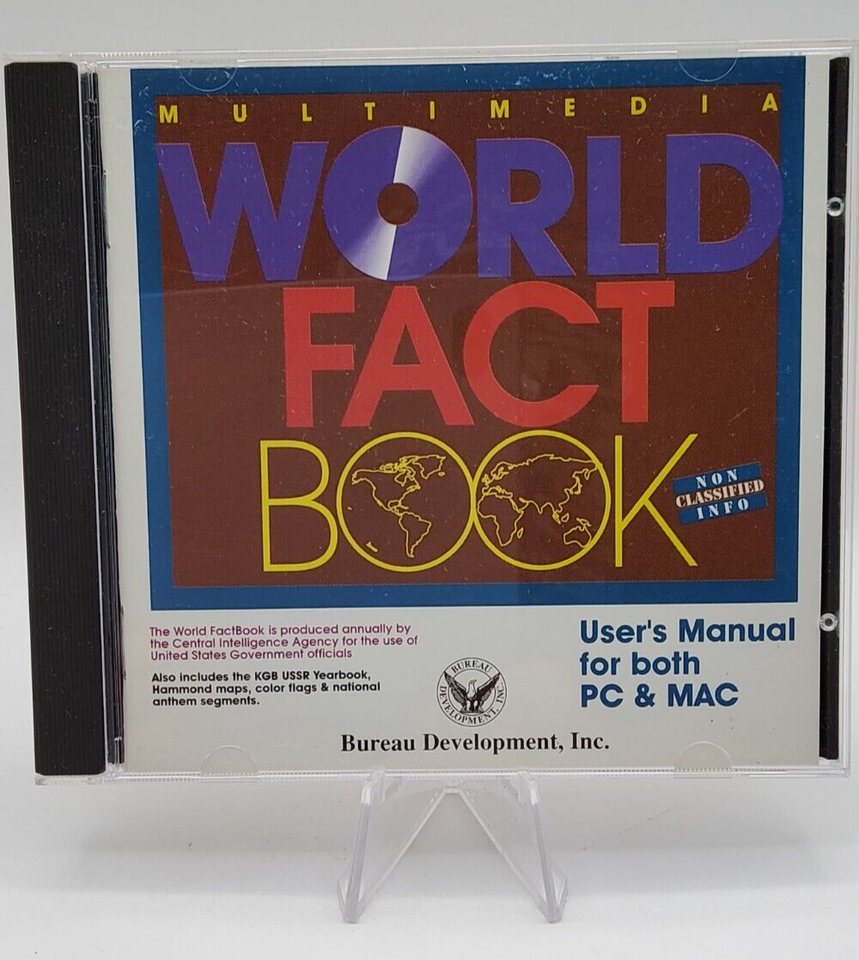 MULTIMEDIA
WORLD
FACT
BOOK
NON
CLASSIFIED
INFO
The World FactBook is produced annually by
the Central Intelligence Agency for the use of
United States Government officials
Also includes the KGB USSR Yearbook,
Hammond maps, color flags & national
anthem segments.
User's Manual
for both
PC & MAC
BUREAU
DEVELOPMENT, INC.
Bureau Development, Inc.